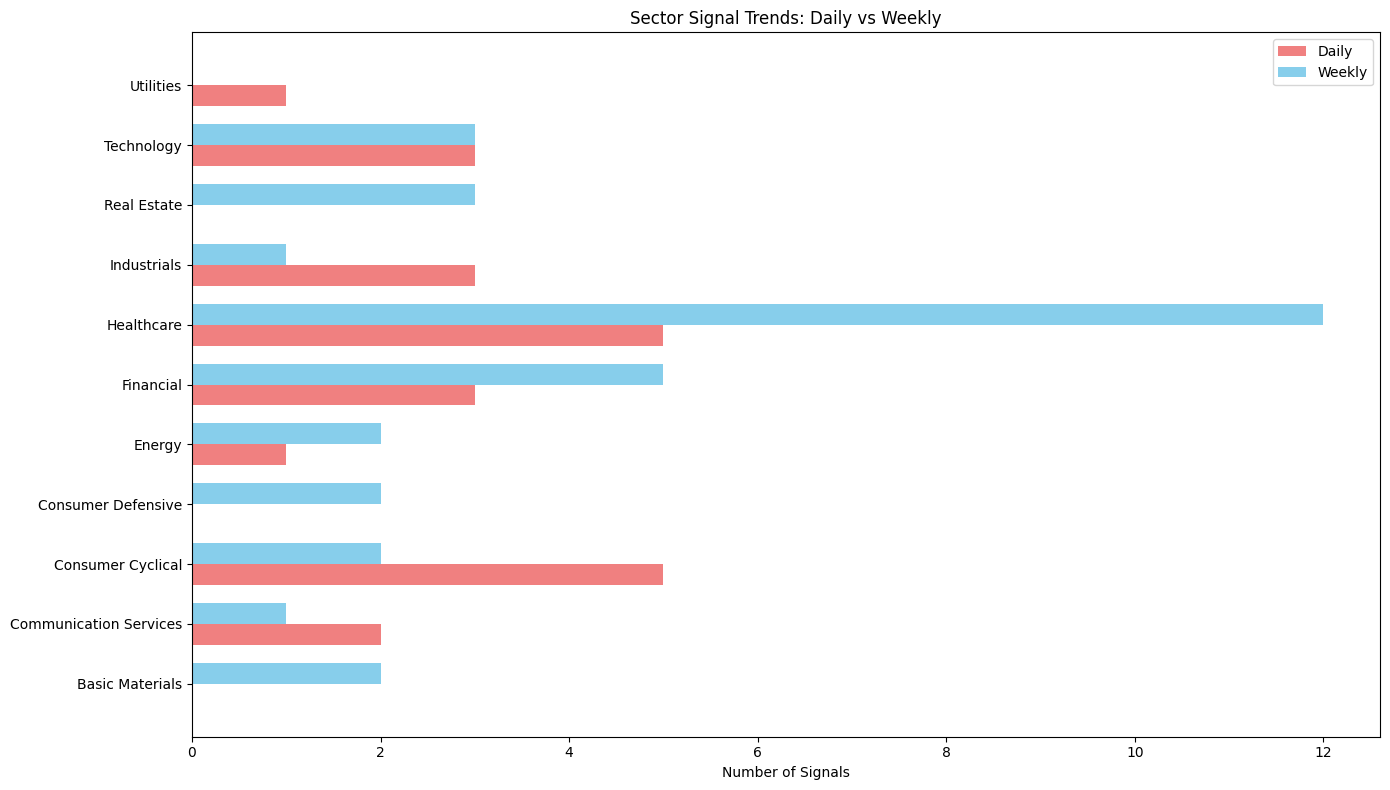 Sector Signal Trends: Daily vs Weekly
Daily
Weekly
Utilities
Technology
Real Estate
Industrials
Healthcare
Financial
Energy
Consumer Defensive
Consumer Cyclical
Communication Services
Basic Materials
0 2 4 6 8 10 12
Number of Signals